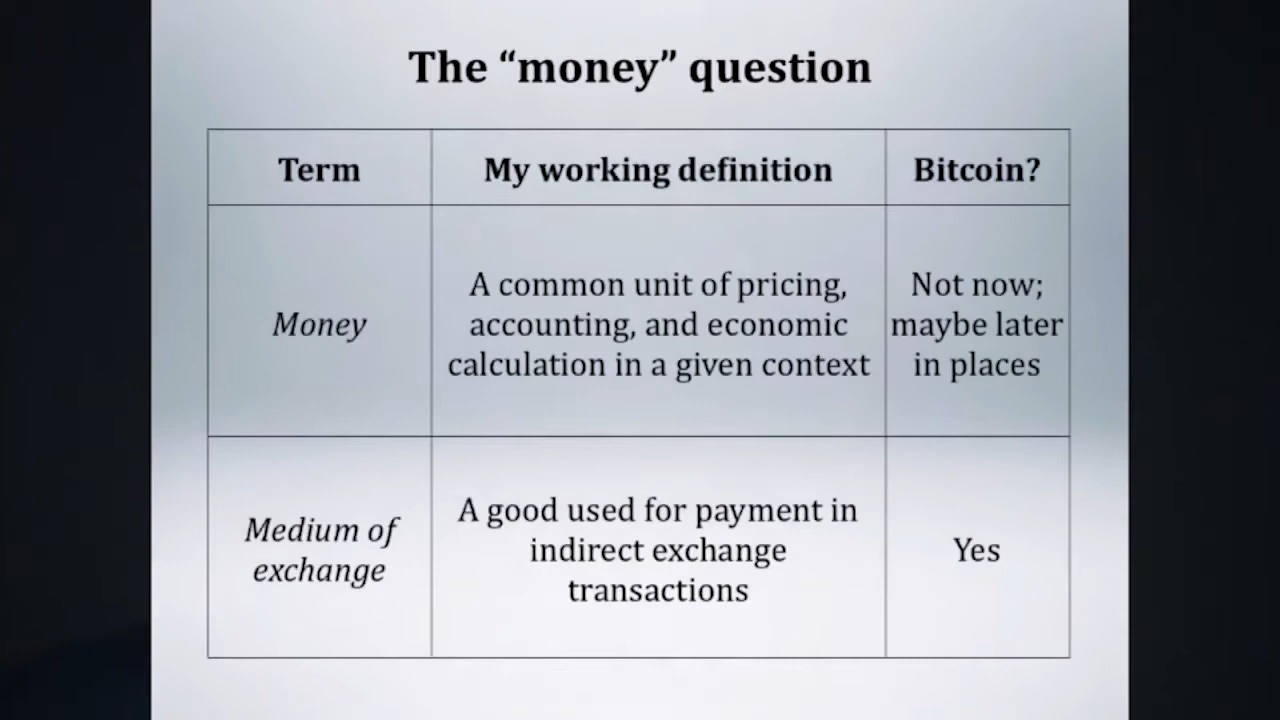 The “money” question
Term
My working definition
Bitcoin?
Money
A common unit of pricing,
accounting, and economic
calculation in a given context
Not now;
maybe later
in places
Medium of
exchange
A good used for payment in
indirect exchange
transactions
Yes